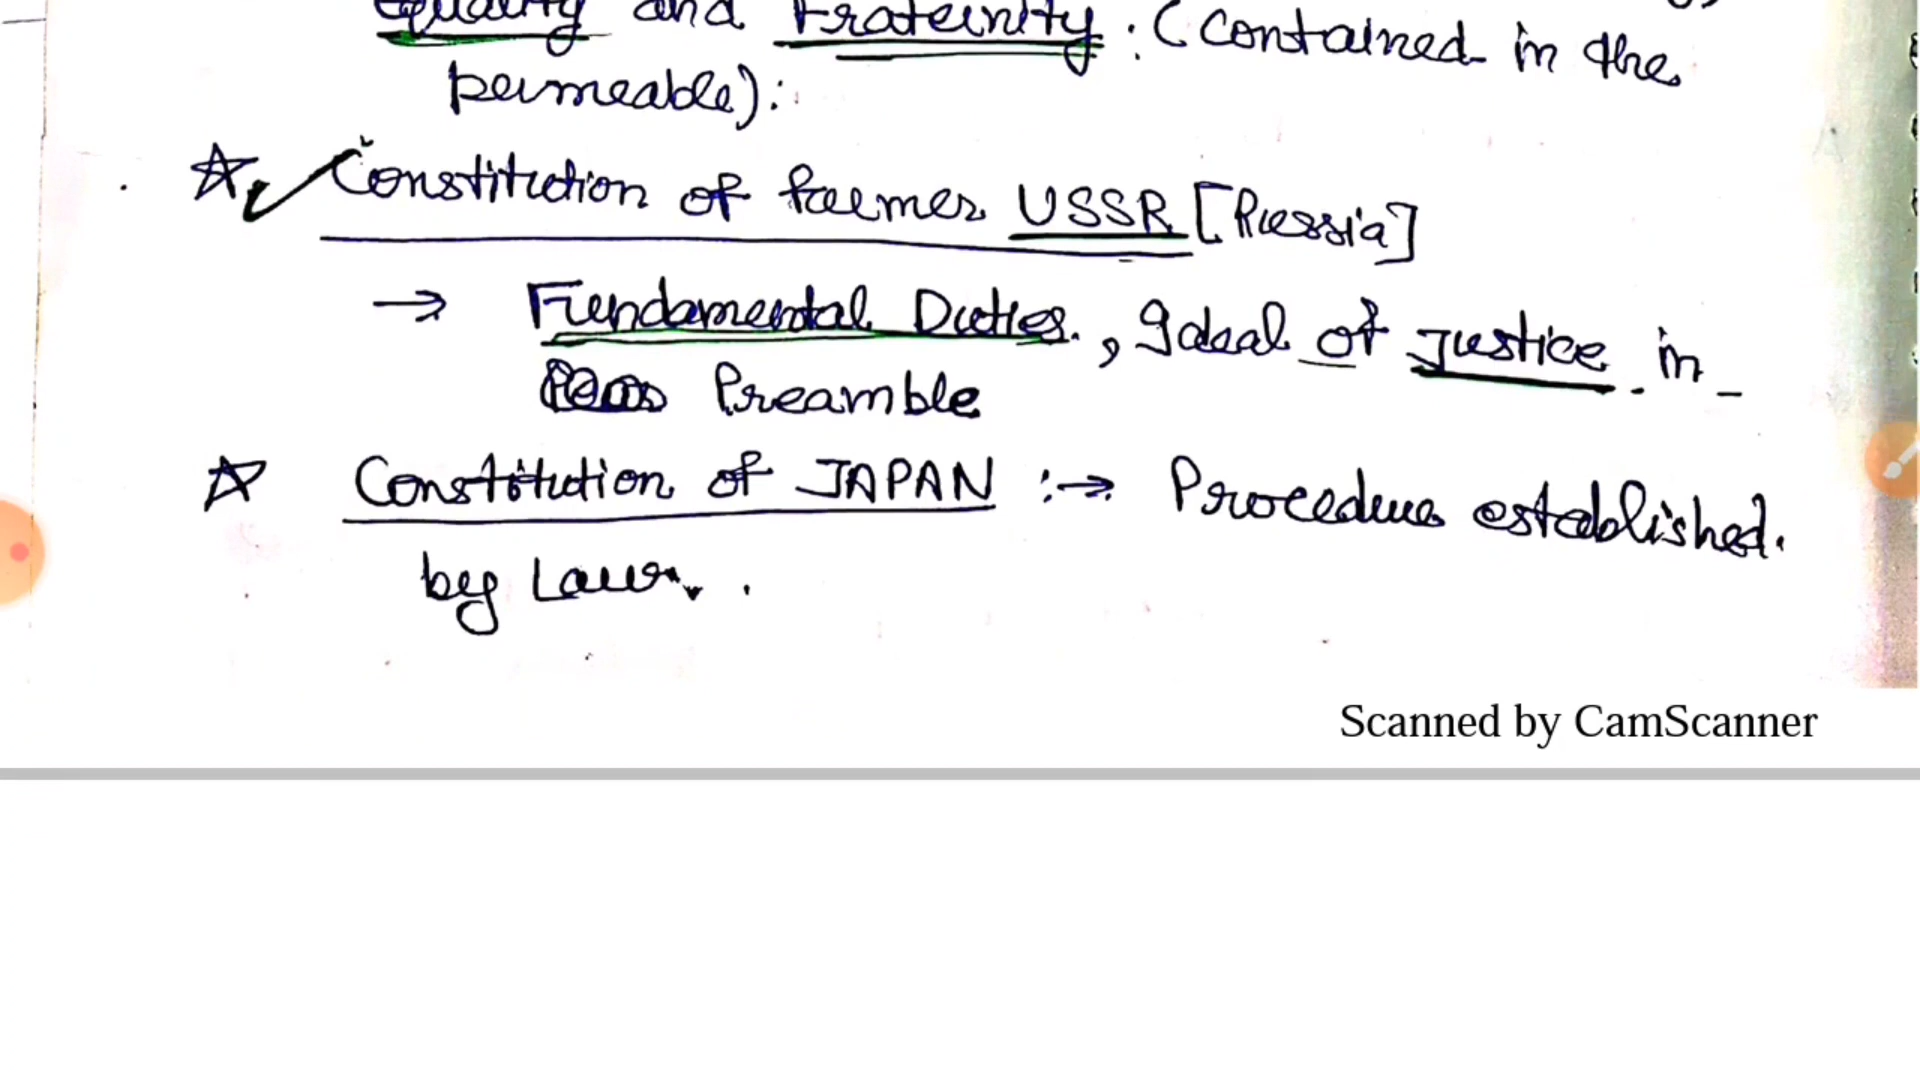 Equality and Fraternity : (contained in the
permeable):
Constitution of former USSR [Russia]
→ Fundamental Duties, Ideal of Justice in
Preamble
Constitution of JAPAN :→ Procedure established.
by Law.
Scanned by CamScanner